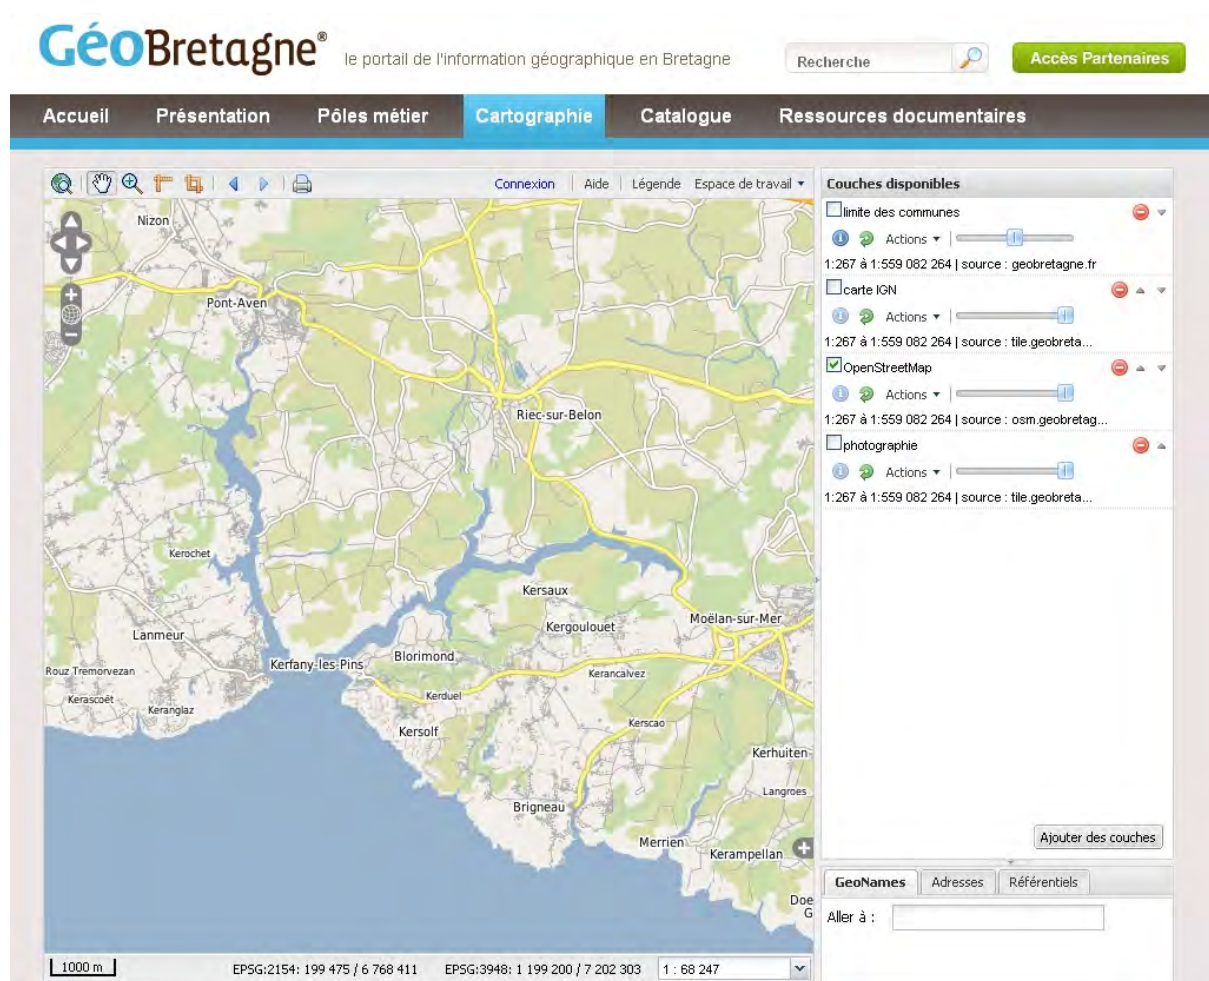 GéoBretagne®
le portail de l'information géographique en Bretagne
Recherche
Accès Partenaires
Accueil Présentation Pôles métier Cartographie Catalogue Ressources documentaires
Connexion Aide Légende Espace de travail
Couches disponibles
limite des communes
Actions
1:267 à 1:559 082 264 | source : geobretagne.fr
carte IGN
Actions
1:267 à 1:559 082 264 | source : tile.geobreta...
OpenStreetMap
Actions
1:267 à 1:559 082 264 | source : osm.geobretag...
photographie
Actions
1:267 à 1:559 082 264 | source : tile.geobreta...
Ajouter des couches
GeoNames Adresses Référentiels
Aller à :
Nizon
Pont-Aven
Riec-sur-Belon
Kerochet
Kersaux
Kergoulouet
Moëlan-sur-Mer
Lanmeur
Blorimond
Kerfany-les-Pins
Rouz Tremorvezan
Kerancalvez
Kerascoët
Keranglaz
Kerduel
Kersolf
Kerscao
Kerhuiten
Langroes
Brigneau
Merrien
Kerampellan
Doe
G
1000 m
EPSG:2154: 199 475 / 6 768 411
EPSG:3948: 1 199 200 / 7 202 303
1 : 68 247